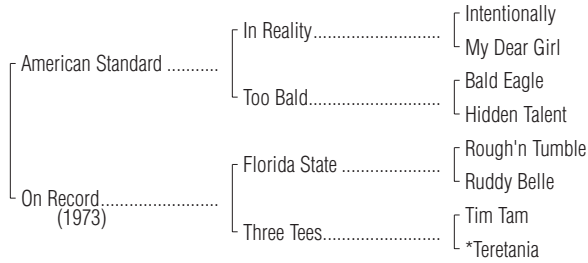 Intentionally
In Reality
My Dear Girl
American Standard
Bald Eagle
Too Bald
Hidden Talent
Rough'n Tumble
Florida State
Ruddy Belle
On Record
(1973)
Tim Tam
Three Tees
*Teretania